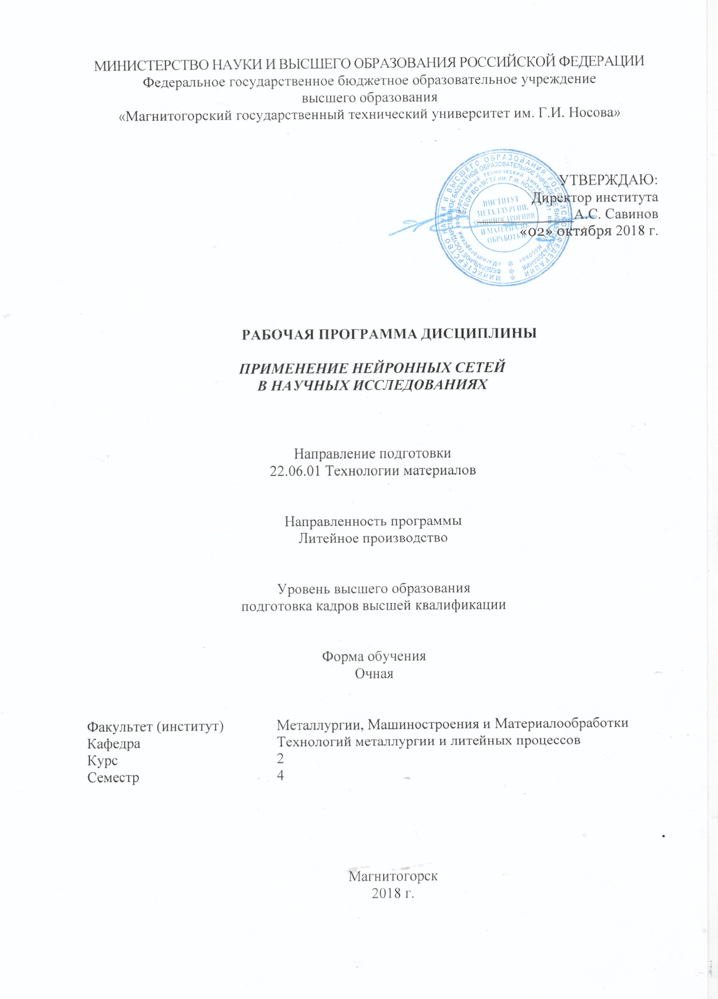 МИНИСТЕРСТВО НАУКИ И ВЫСШЕГО ОБРАЗОВАНИЯ РОССИЙСКОЙ ФЕДЕРАЦИИ
Федеральное государственное бюджетное образовательное учреждение
высшего образования
«Магнитогорский государственный технический университет им. Г.И. Носова»
УТВЕРЖДАЮ:
Директор института
А.С. Савинов
«02» октября 2018 г.
МИНИСТЕРСТВО НАУКИ И ВЫСШЕГО ОБРАЗОВАНИЯ РОССИЙСКОЙ ФЕДЕРАЦИИ
ФЕДЕРАЛЬНОЕ ГОСУДАРСТВЕННОЕ БЮДЖЕТНОЕ ОБРАЗОВАТЕЛЬНОЕ УЧРЕЖДЕНИЕ ВЫСШЕГО ОБРАЗОВАНИЯ
«Магнитогорский государственный технический университет им. Г.И. Носова»
(ФГБОУ ВО «МГТУ им. Г.И. НОСОВА»)
ИНСТИТУТ
МЕТАЛЛУРГИИ,
МАШИНОСТРОЕНИЯ
И МАТЕРИАЛО-
ОБРАБОТКИ
РАБОЧАЯ ПРОГРАММА ДИСЦИПЛИНЫ
ПРИМЕНЕНИЕ НЕЙРОННЫХ СЕТЕЙ
В НАУЧНЫХ ИССЛЕДОВАНИЯХ
Направление подготовки
22.06.01 Технологии материалов
Направленность программы
Литейное производство
Уровень высшего образования
подготовка кадров высшей квалификации
Форма обучения
Очная
Факультет (институт) Металлургии, Машиностроения и Материалообработки
Кафедра Технологий металлургии и литейных процессов
Курс 2
Семестр 4
Магнитогорск
2018 г.